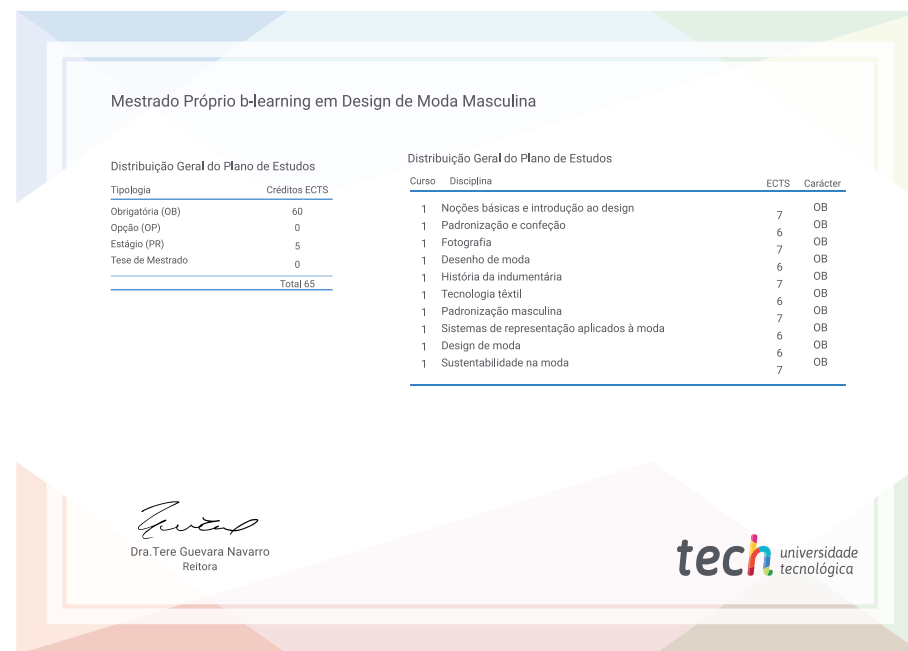 Mestrado Próprio b-learning em Design de Moda Masculina
Distribuição Geral do Plano de Estudos
Tipologia Créditos ECTS
Obrigatória (OB) 60
Opção (OP) 0
Estágio (PR) 5
Tese de Mestrado 0
Total 65
Distribuição Geral do Plano de Estudos
Curso Disciplina ECTS Carácter
1 Noções básicas e introdução ao design 7 OB
1 Padronização e confeção 6 OB
1 Fotografia 7 OB
1 Desenho de moda 6 OB
1 História da indumentária 7 OB
1 Tecnologia têxtil 6 OB
1 Padronização masculina 7 OB
1 Sistemas de representação aplicados à moda 6 OB
1 Design de moda 6 OB
1 Sustentabilidade na moda 7 OB
Dra.Tere Guevara Navarro
Reitora
tech universidade
tecnológica